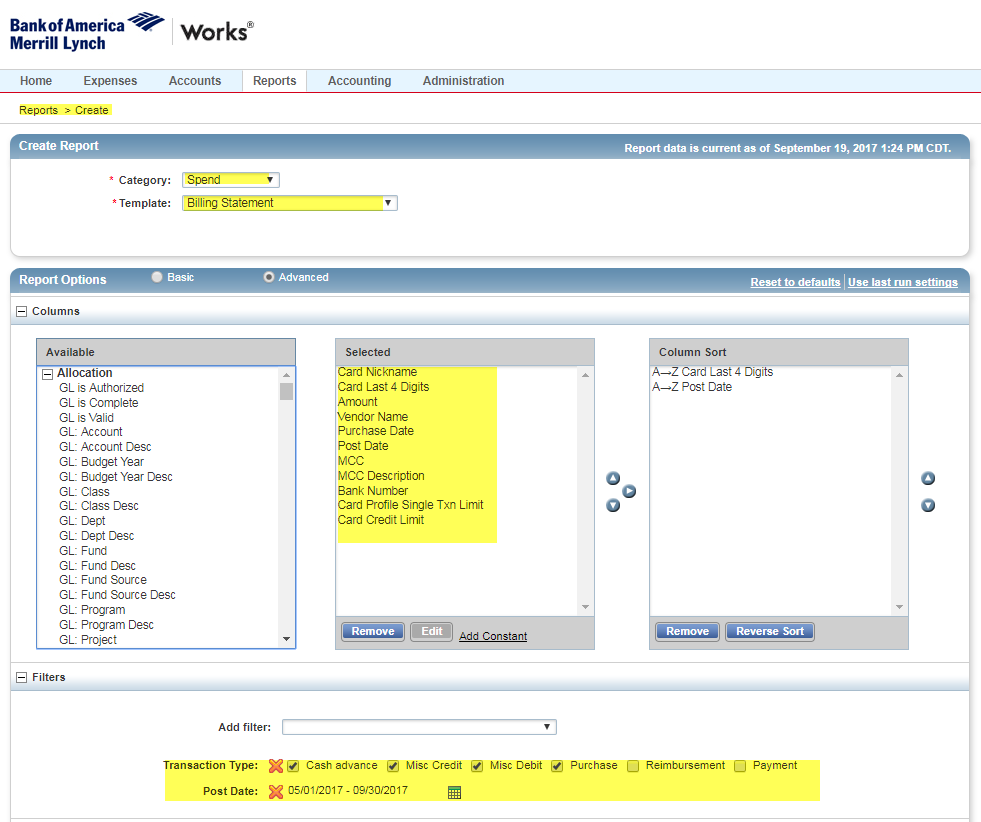 Bank of America
Merrill Lynch
Works®
Home Expenses Accounts Reports Accounting Administration
Reports > Create
Create Report Report data is current as of September 19, 2017 1:24 PM CDT.
* Category: Spend
* Template: Billing Statement
Report Options Basic Advanced Reset to defaults Use last run settings
Columns
Available
Allocation
GL is Authorized
GL is Complete
GL is Valid
GL: Account
GL: Account Desc
GL: Budget Year
GL: Budget Year Desc
GL: Class
GL: Class Desc
GL: Dept
GL: Dept Desc
GL: Fund
GL: Fund Desc
GL: Fund Source
GL: Fund Source Desc
GL: Program
GL: Program Desc
GL: Project
Selected
Card Nickname
Card Last 4 Digits
Amount
Vendor Name
Purchase Date
Post Date
MCC
MCC Description
Bank Number
Card Profile Single Txn Limit
Card Credit Limit
Remove Edit Add Constant
Column Sort
A→Z Card Last 4 Digits
A→Z Post Date
Remove Reverse Sort
Filters
Add filter:
Transaction Type: Cash advance Misc Credit Misc Debit Purchase Reimbursement Payment
Post Date: 05/01/2017 - 09/30/2017